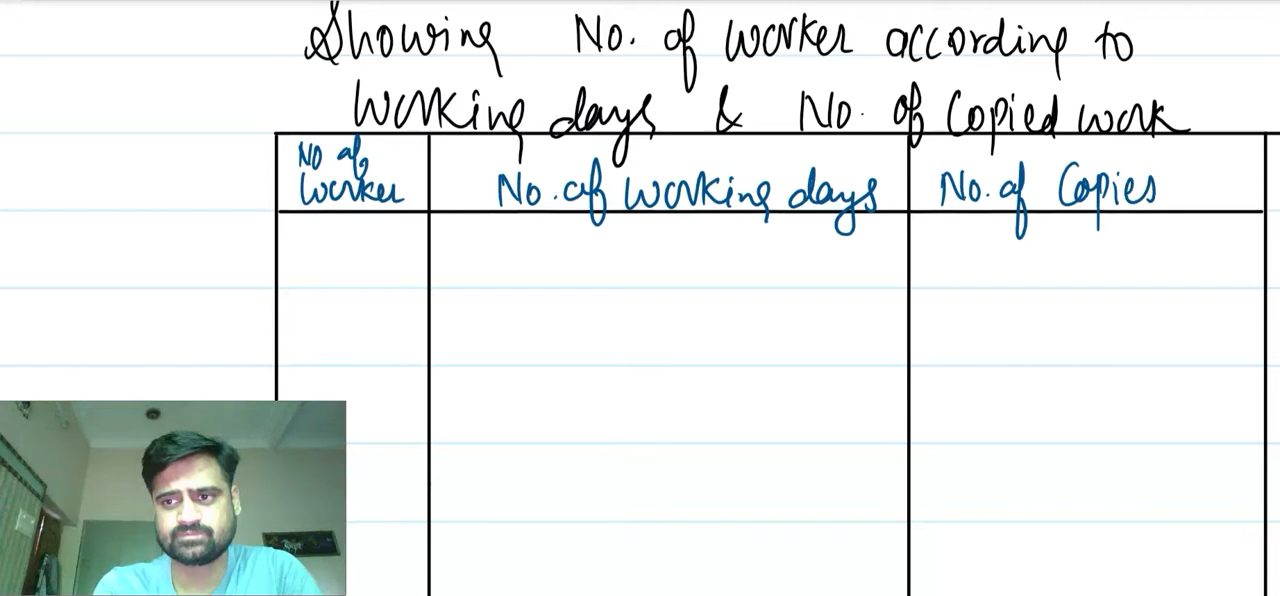 Showing No. of worker according to
working days & No. of Copied work
No of
worker
No. of working days
No. of Copies